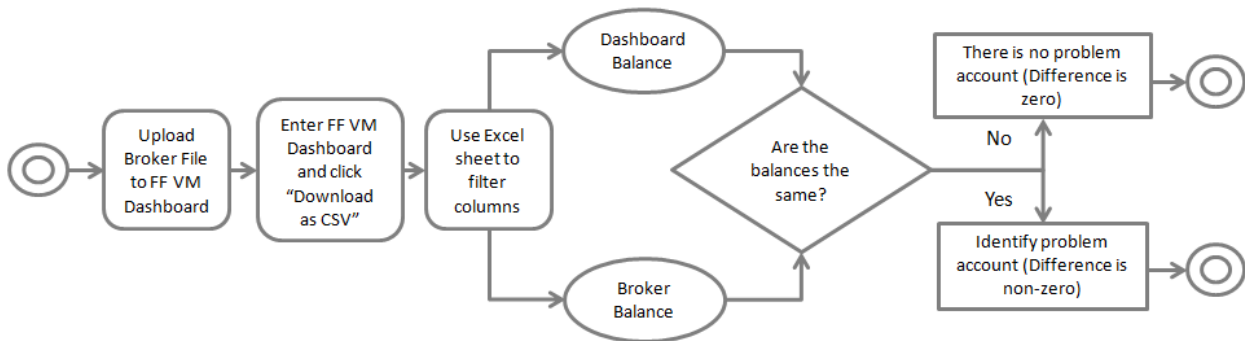 Upload
Broker File
to FF VM
Dashboard
Enter FF VM
Dashboard
and click
“Download
as CSV”
Use Excel
sheet to
filter
columns
Dashboard
Balance
Broker
Balance
Are the
balances the
same?
No
Yes
There is no problem
account (Difference is
zero)
Identify problem
account (Difference is
non-zero)